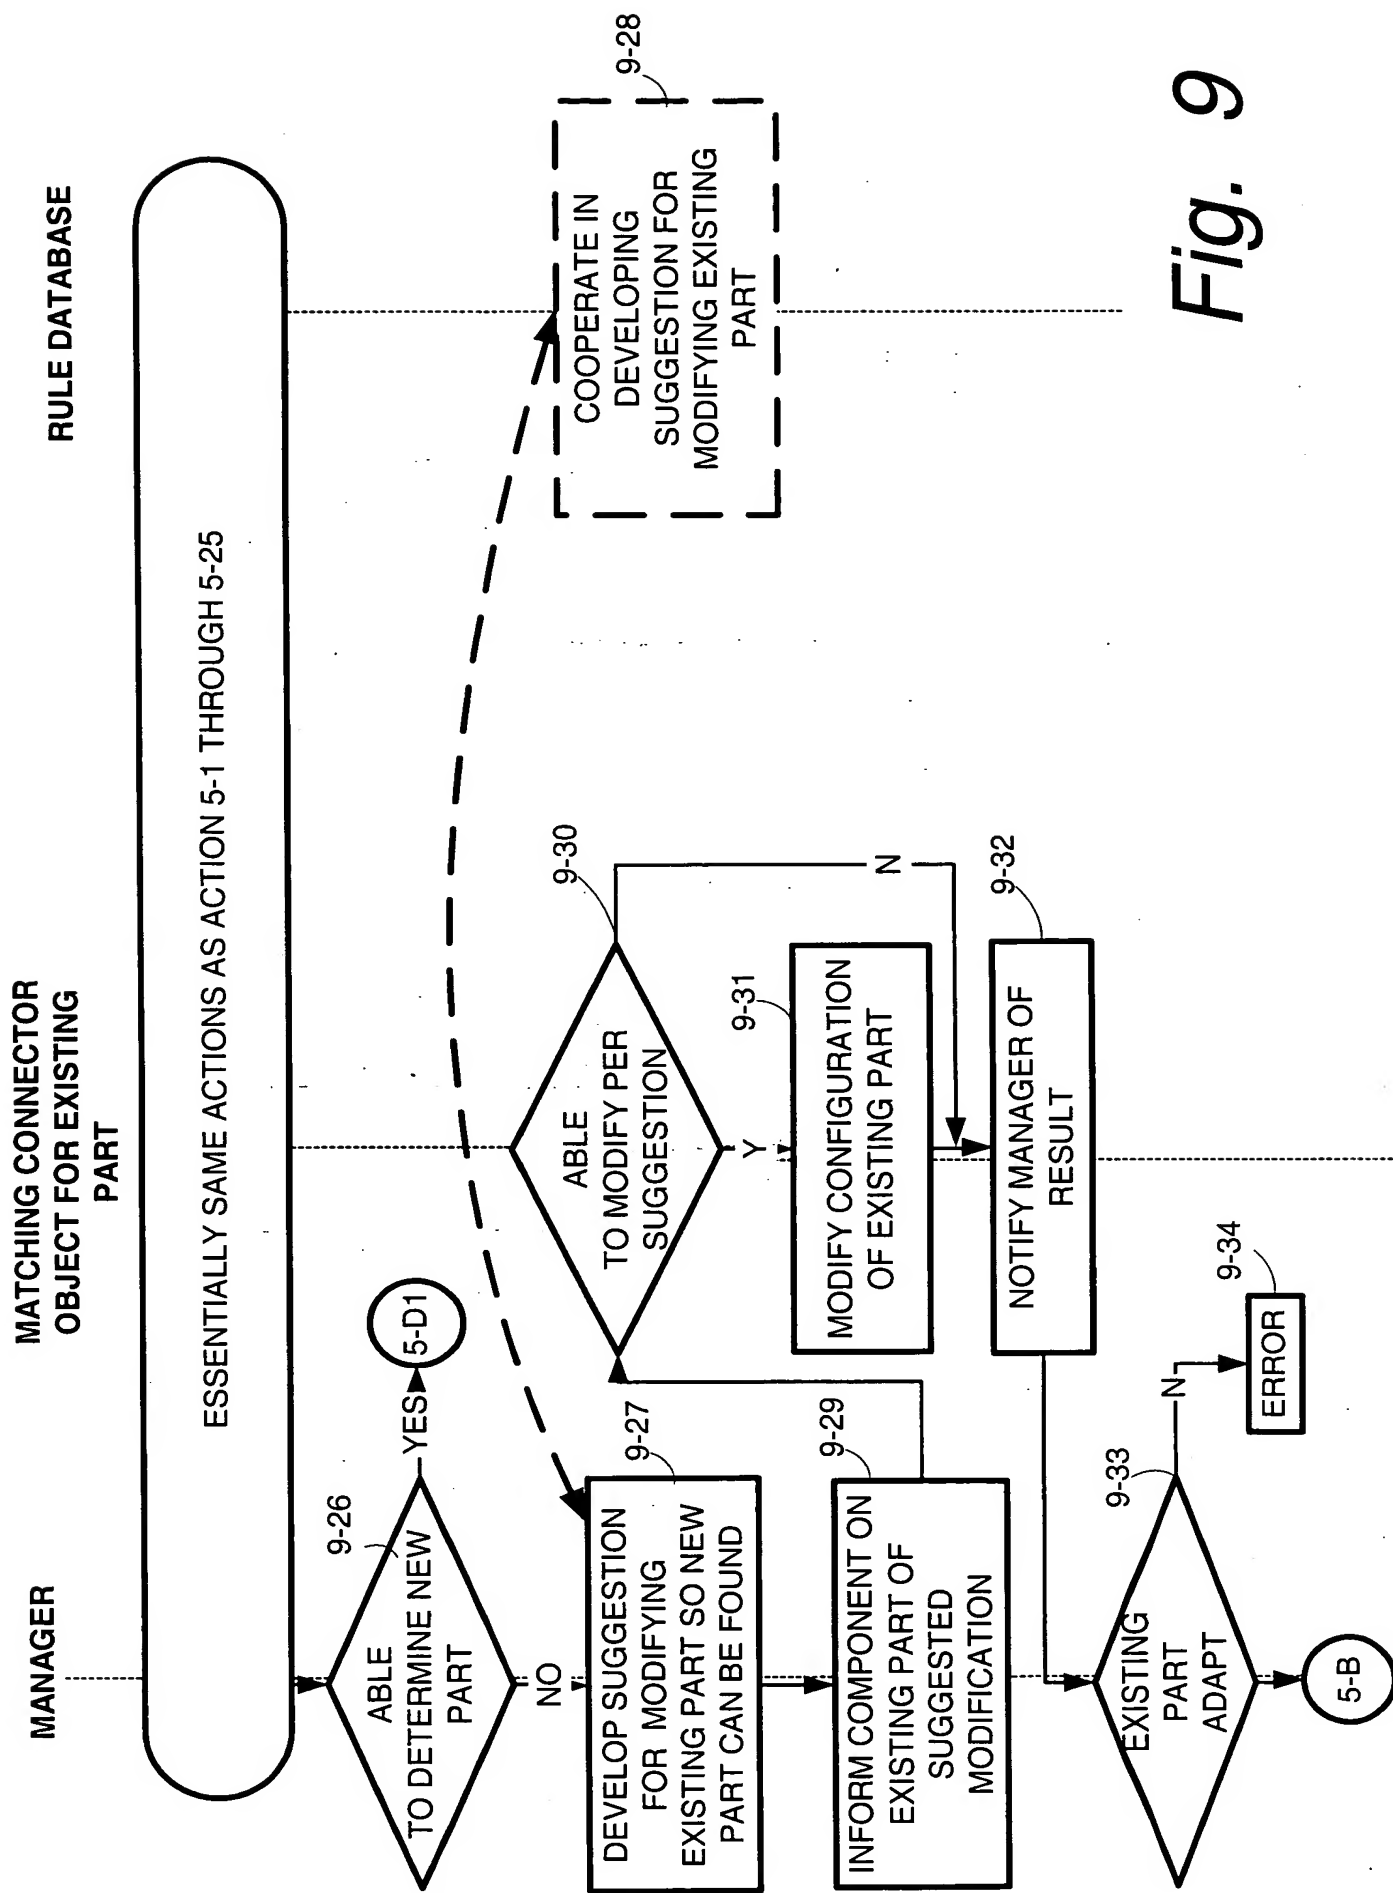 MANAGER
MATCHING CONNECTOR
OBJECT FOR EXISTING
PART
RULE DATABASE
ESSENTIALLY SAME ACTIONS AS ACTION 5-1 THROUGH 5-25
9-26
ABLE
TO DETERMINE NEW
PART
YES
5-D1
NO
9-27
DEVELOP SUGGESTION
FOR MODIFYING
EXISTING PART SO NEW
PART CAN BE FOUND
9-28
COOPERATE IN
DEVELOPING
SUGGESTION FOR
MODIFYING EXISTING
PART
9-29
INFORM COMPONENT ON
EXISTING PART OF
SUGGESTED
MODIFICATION
9-30
ABLE
TO MODIFY PER
SUGGESTION
N
Y
9-31
MODIFY CONFIGURATION
OF EXISTING PART
9-32
NOTIFY MANAGER OF
RESULT
9-33
EXISTING
PART
ADAPT
N
9-34
ERROR
5-B
Fig. 9